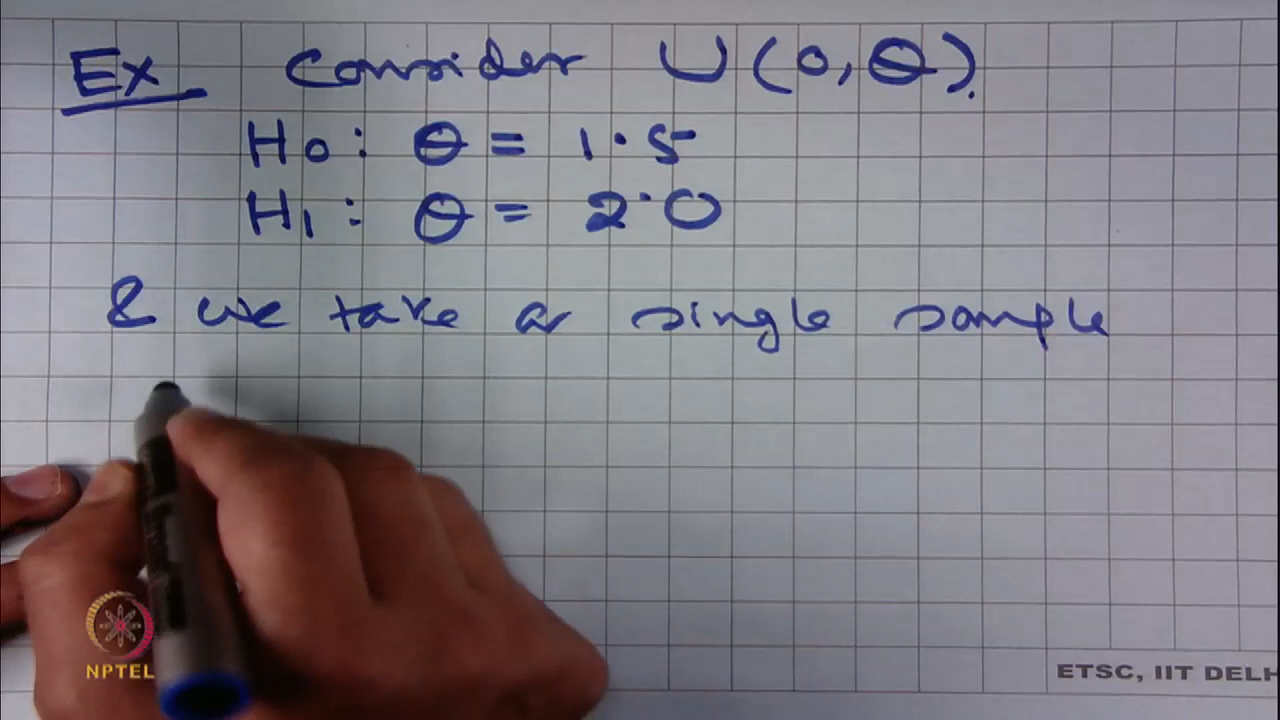 Ex Consider U(0, θ).
H0: θ = 1.5
H1: θ = 2.0
& we take a single sample
NPTEL
ETSC, IIT DELH